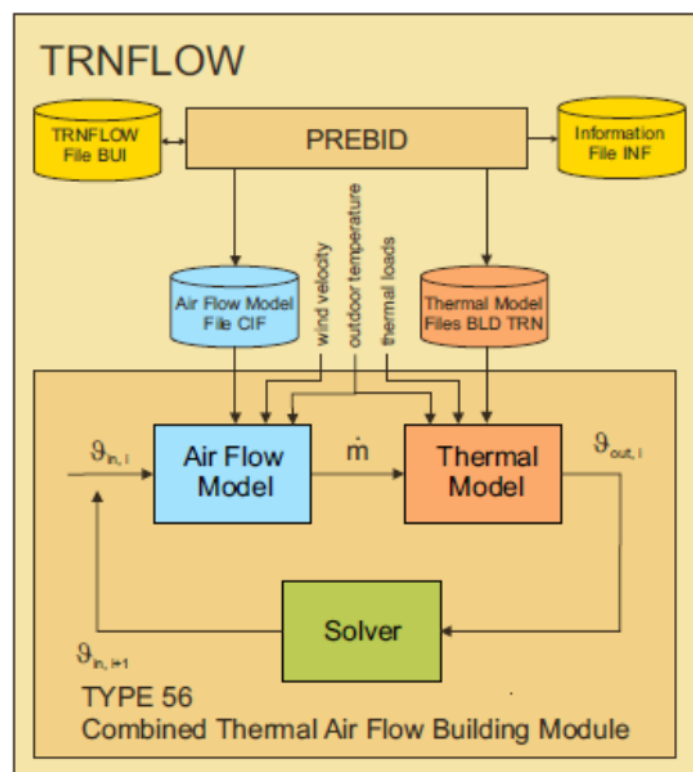 TRNFLOW
TRNFLOW
File BUI
PREBID
Information
File INF
wind velocity
outdoor temperature
thermal loads
Air Flow Model
File CIF
Thermal Model
Files BLD TRN
ϑin, i
Air Flow
Model
ṁ
Thermal
Model
ϑout, i
Solver
ϑin, i+1
TYPE 56
Combined Thermal Air Flow Building Module